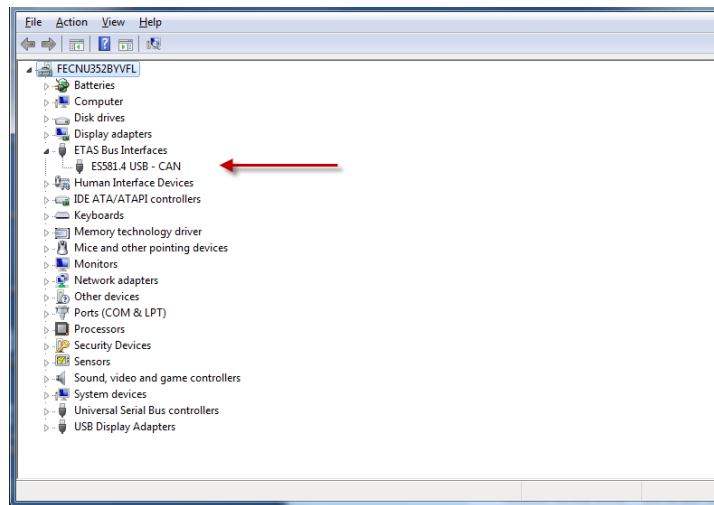 File Action View Help
FECNU352BYVFL
Batteries
Computer
Disk drives
Display adapters
ETAS Bus Interfaces
ES581.4 USB - CAN
Human Interface Devices
IDE ATA/ATAPI controllers
Keyboards
Memory technology driver
Mice and other pointing devices
Monitors
Network adapters
Other devices
Ports (COM & LPT)
Processors
Security Devices
Sensors
Sound, video and game controllers
System devices
Universal Serial Bus controllers
USB Display Adapters